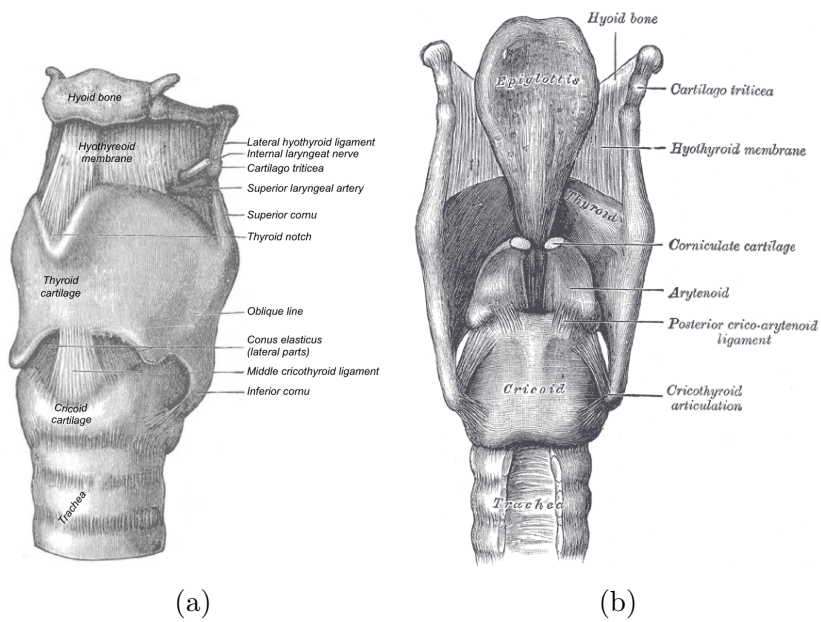 Hyoid bone
Hyothyreoid
membrane
Lateral hyothyroid ligament
Internal laryngeat nerve
Cartilago triticea
Superior laryngeal artery
Superior cornu
Thyroid notch
Thyroid
cartilage
Oblique line
Conus elasticus
(lateral parts)
Middle cricothyroid ligament
Inferior cornu
Cricoid
cartilage
Trachea
(a)
Hyoid bone
Epiglottis
Cartilago triticea
Hyothyroid membrane
Thyroid
Corniculate cartilage
Arytenoid
Posterior crico-arytenoid
ligament
Cricoid
Cricothyroid
articulation
Trachea
(b)